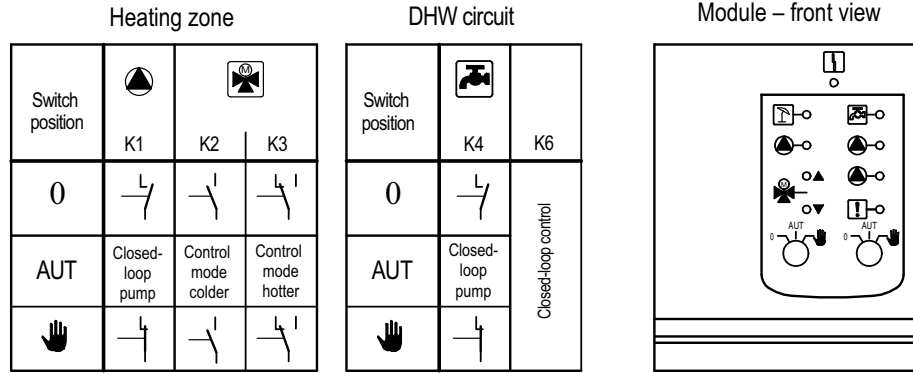 Heating zone
DHW circuit
Module – front view
Switch
position
K1
K2
K3
0
AUT
Closed-
loop
pump
Control
mode
colder
Control
mode
hotter
M
Switch
position
K4
K6
0
AUT
Closed-
loop
pump
Closed-loop control
M
AUT
0
AUT
0